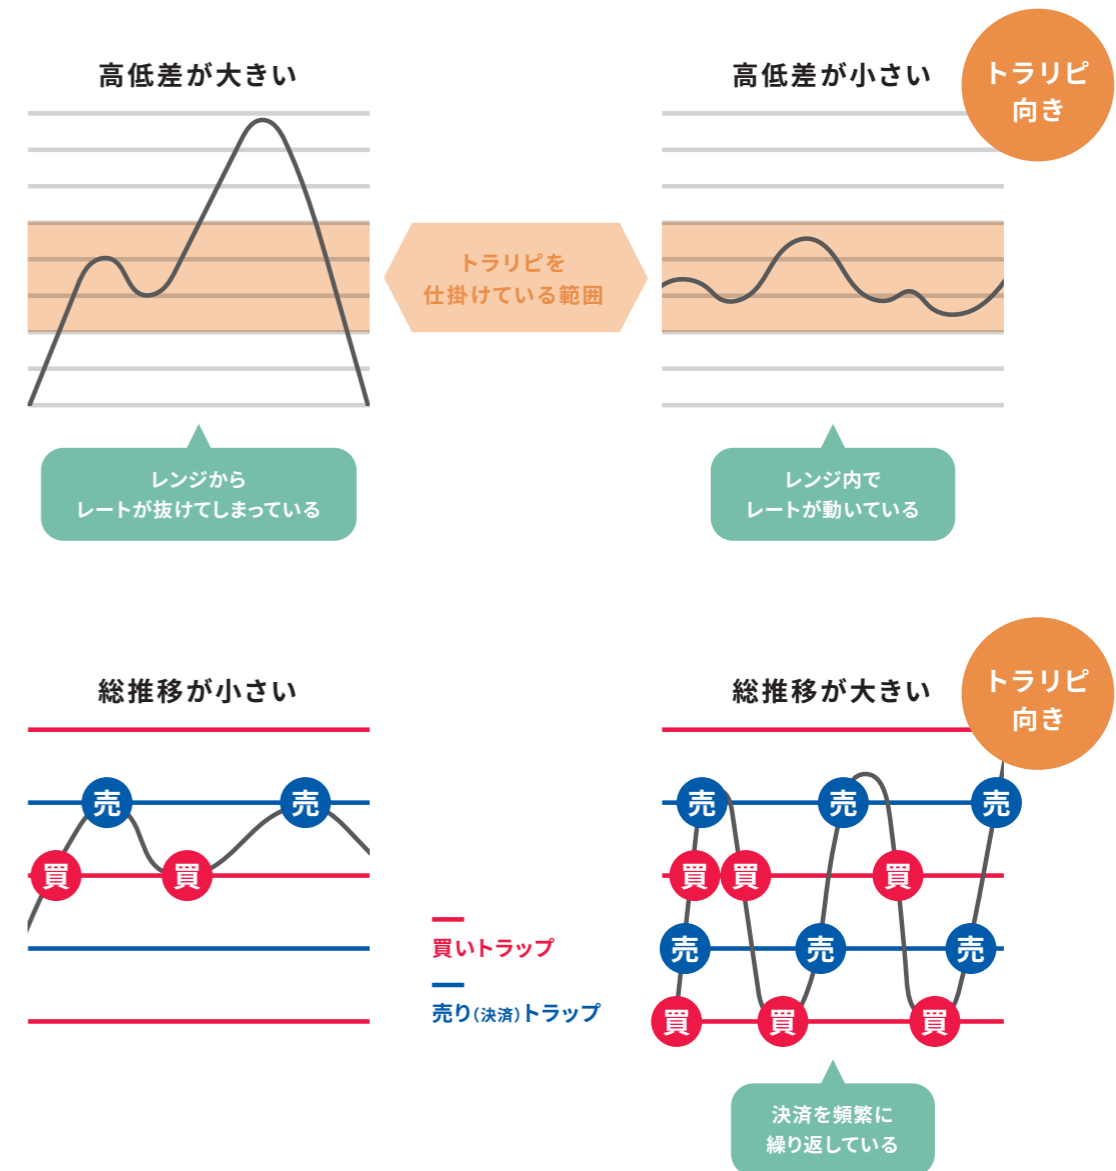 高低差が大きい
高低差が小さい
トラリピ
向き
トラリピを
仕掛けている範囲
レンジから
レートが抜けてしまっている
レンジ内で
レートが動いている
総推移が小さい
総推移が大きい
トラリピ
向き
売
売
買
買
買いトラップ
売り(決済)トラップ
売
売
売
買
買
買
売
売
売
買
買
買
決済を頻繁に
繰り返している